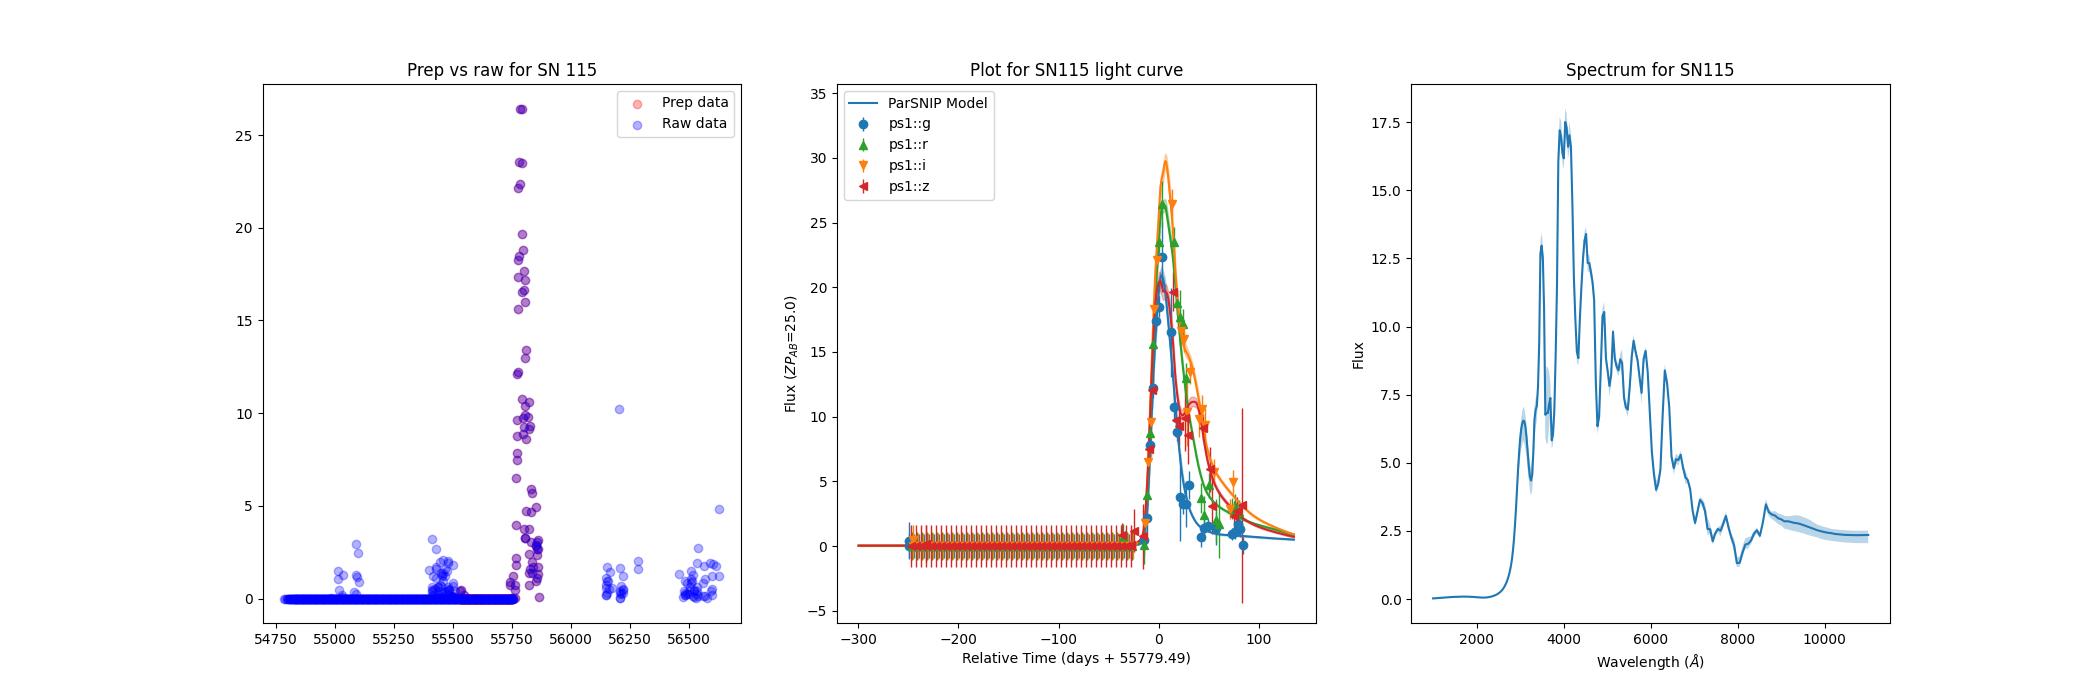 Prep vs raw for SN 115
Prep data
Raw data
25
20
15
10
5
0
54750 55000 55250 55500 55750 56000 56250 56500
Plot for SN115 light curve
ParSNIP Model
ps1::g
ps1::r
ps1::i
ps1::z
Flux (ZP_AB=25.0)
35
30
25
20
15
10
5
0
−5
−300 −200 −100 0 100
Relative Time (days + 55779.49)
Spectrum for SN115
Flux
17.5
15.0
12.5
10.0
7.5
5.0
2.5
0.0
2000 4000 6000 8000 10000
Wavelength (Å)